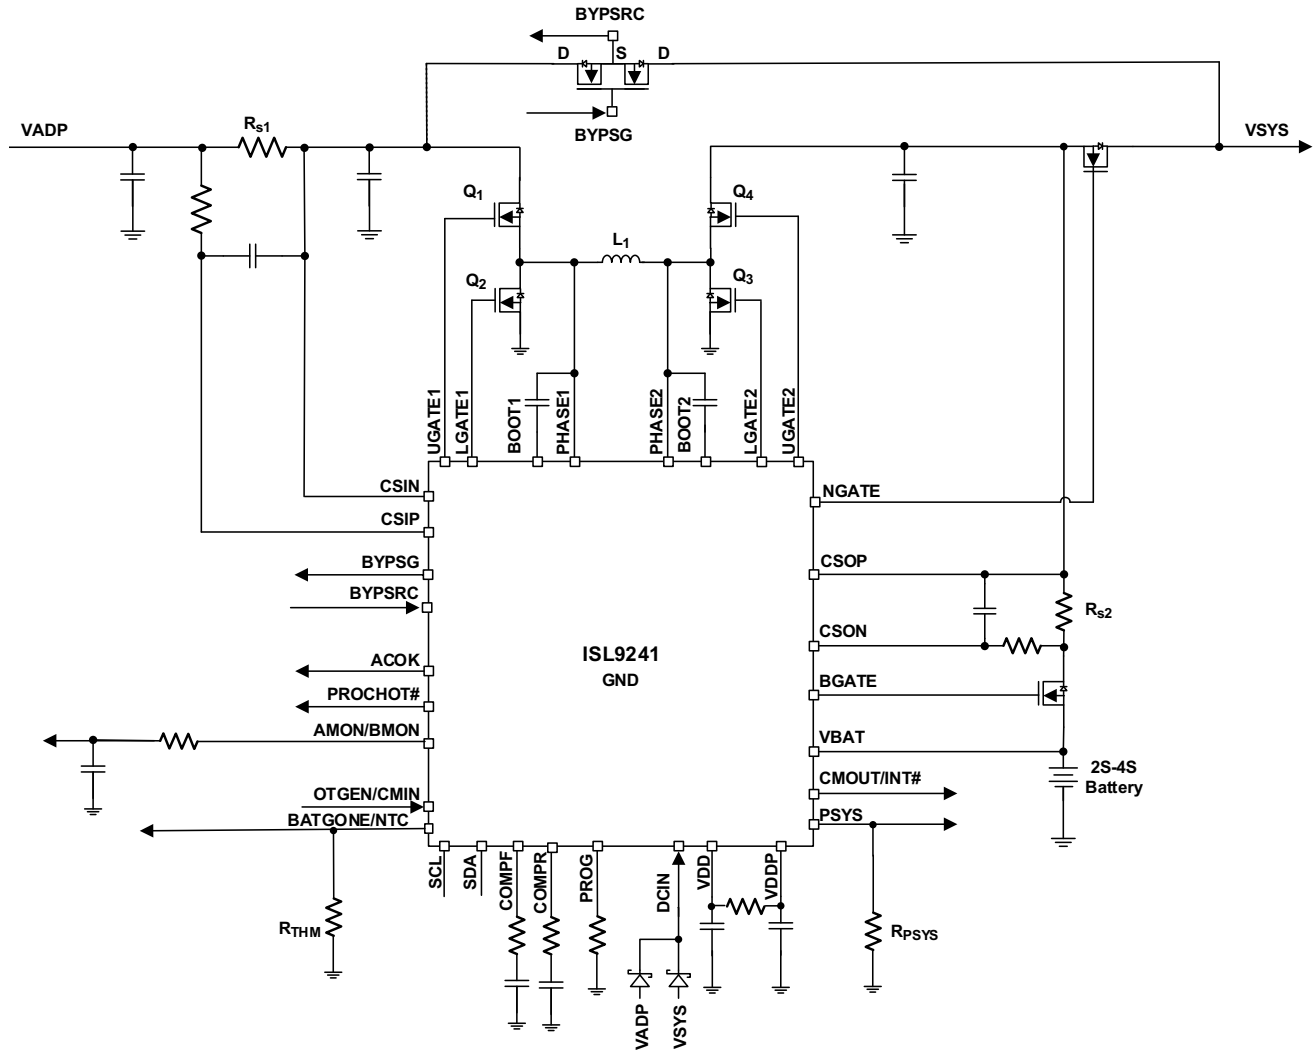 BYPSRC
D S D
BYPSG
VADP
Rs1
VSYS
Q1
Q4
L1
Q2
Q3
UGATE1
LGATE1
BOOT1
PHASE1
PHASE2
BOOT2
LGATE2
UGATE2
CSIN
CSIP
BYPSG
BYPSRC
ACOK
PROCHOT#
AMON/BMON
OTGEN/CMIN
BATGONE/NTC
ISL9241
GND
NGATE
CSOP
CSON
BGATE
VBAT
CMOUT/INT#
PSYS
Rs2
2S-4S
Battery
SCL
SDA
COMPF
COMPR
PROG
DCIN
VDD
VDDP
RTHM
RPSYS
VADP
VSYS